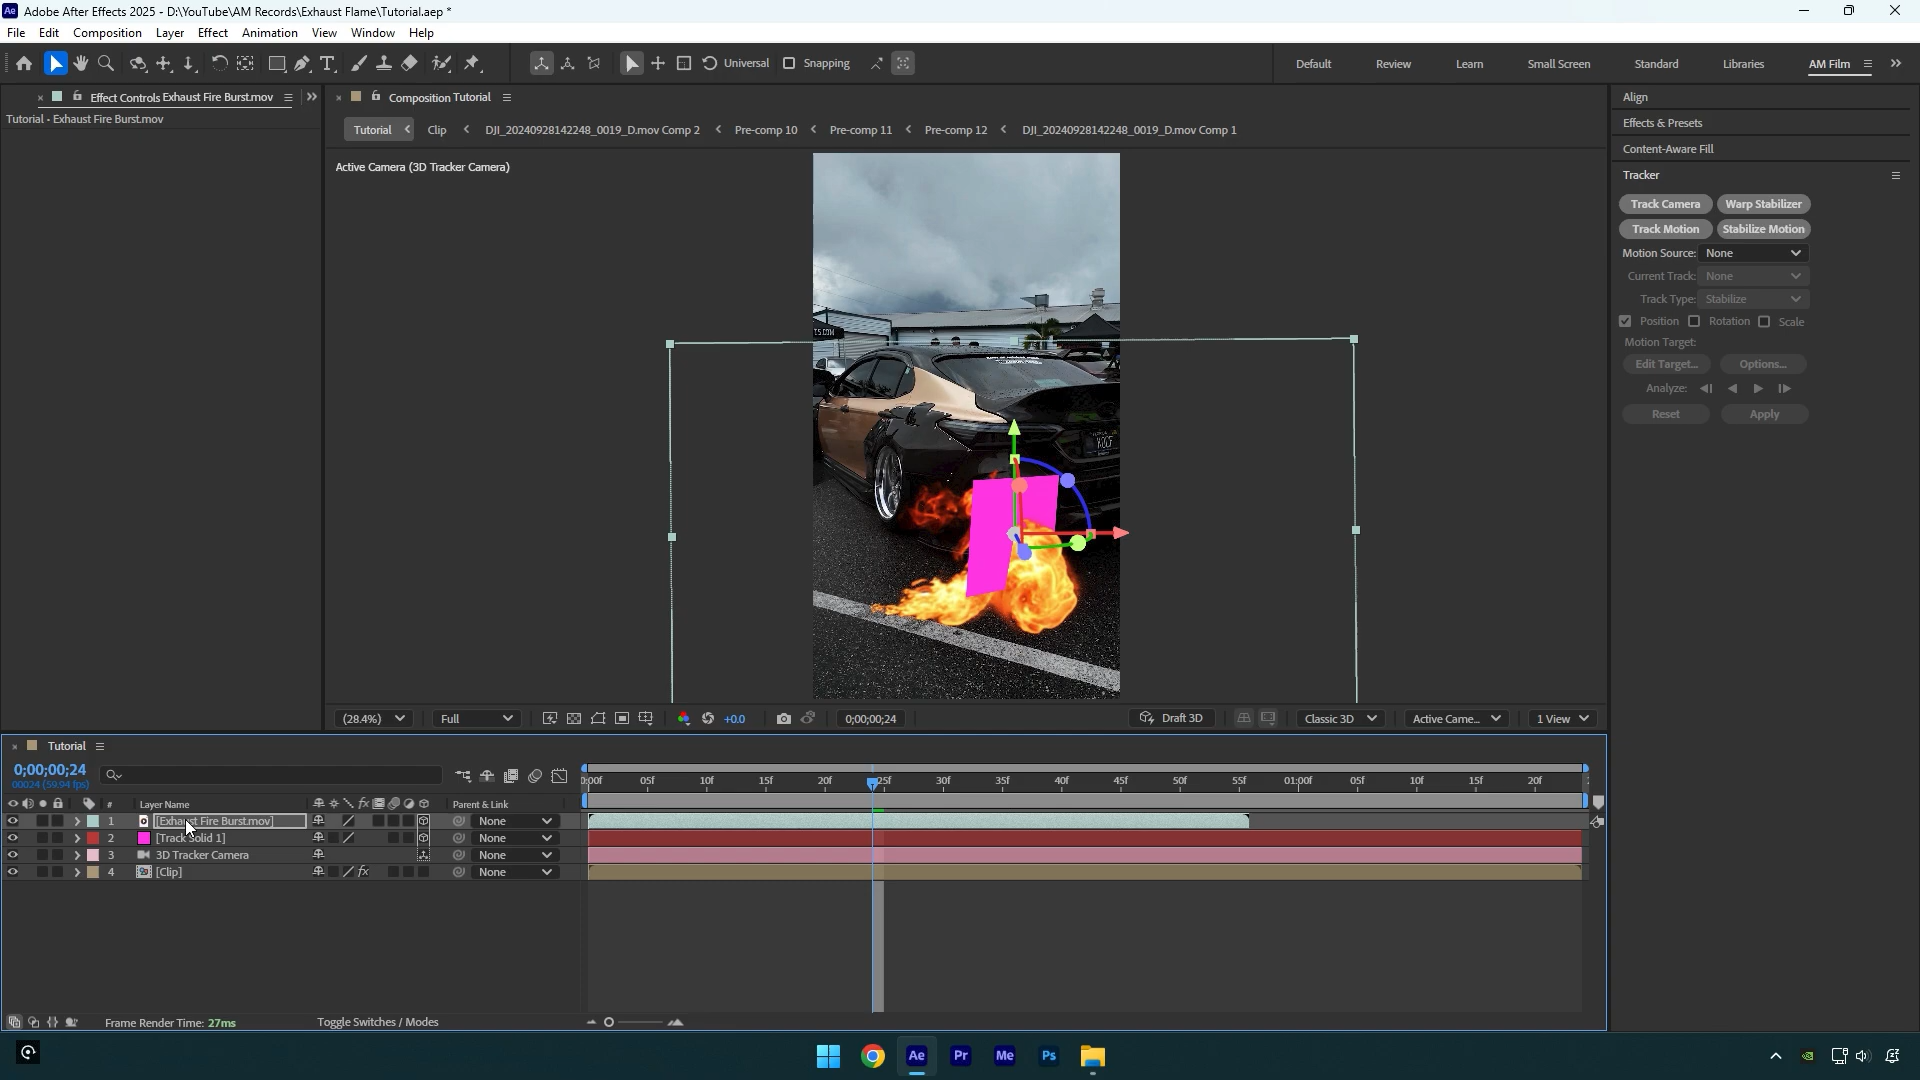 Adobe After Effects 2025 - D:\YouTube\AM Records\Exhaust Flame\Tutorial.aep *
File Edit Composition Layer Effect Animation View Window Help
Universal Snapping Default Review Learn Small Screen Standard Libraries AM Film
Effect Controls Exhaust Fire Burst.mov
Tutorial • Exhaust Fire Burst.mov
Composition Tutorial
Tutorial Clip DJI_20240928142248_0019_D.mov Comp 2 Pre-comp 10 Pre-comp 11 Pre-comp 12 DJI_20240928142248_0019_D.mov Comp 1
Active Camera (3D Tracker Camera)
(28.4%) Full +0.0 0;00;00;24 Draft 3D Classic 3D Active Came... 1 View
Align
Effects & Presets
Content-Aware Fill
Tracker
Track Camera Warp Stabilizer
Track Motion Stabilize Motion
Motion Source: None
Current Track: None
Track Type: Stabilize
Position Rotation Scale
Motion Target:
Edit Target... Options...
Analyze:
Reset Apply
Tutorial
0;00;00;24
00024 (59.94 fps)
# Layer Name Parent & Link
1 [Exhaust Fire Burst.mov] None
2 [Track Solid 1] None
3 3D Tracker Camera None
4 [Clip] fx None
0:00f 05f 10f 15f 20f 25f 30f 35f 40f 45f 50f 55f 01:00f 05f 10f 15f 20f
Frame Render Time: 27ms Toggle Switches / Modes
Ae Pr Me Ps